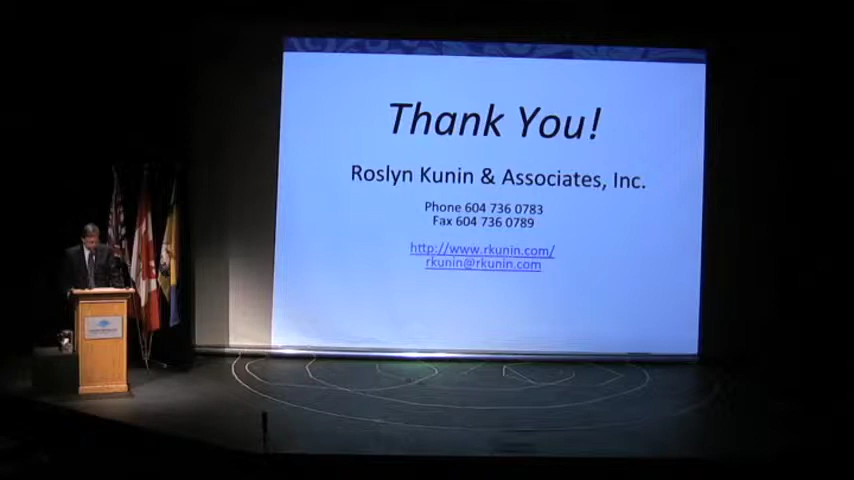 Thank You!
Roslyn Kunin & Associates, Inc.
Phone 604 736 0783
Fax 604 736 0789
http://www.rkunin.com/
rkunin@rkunin.com